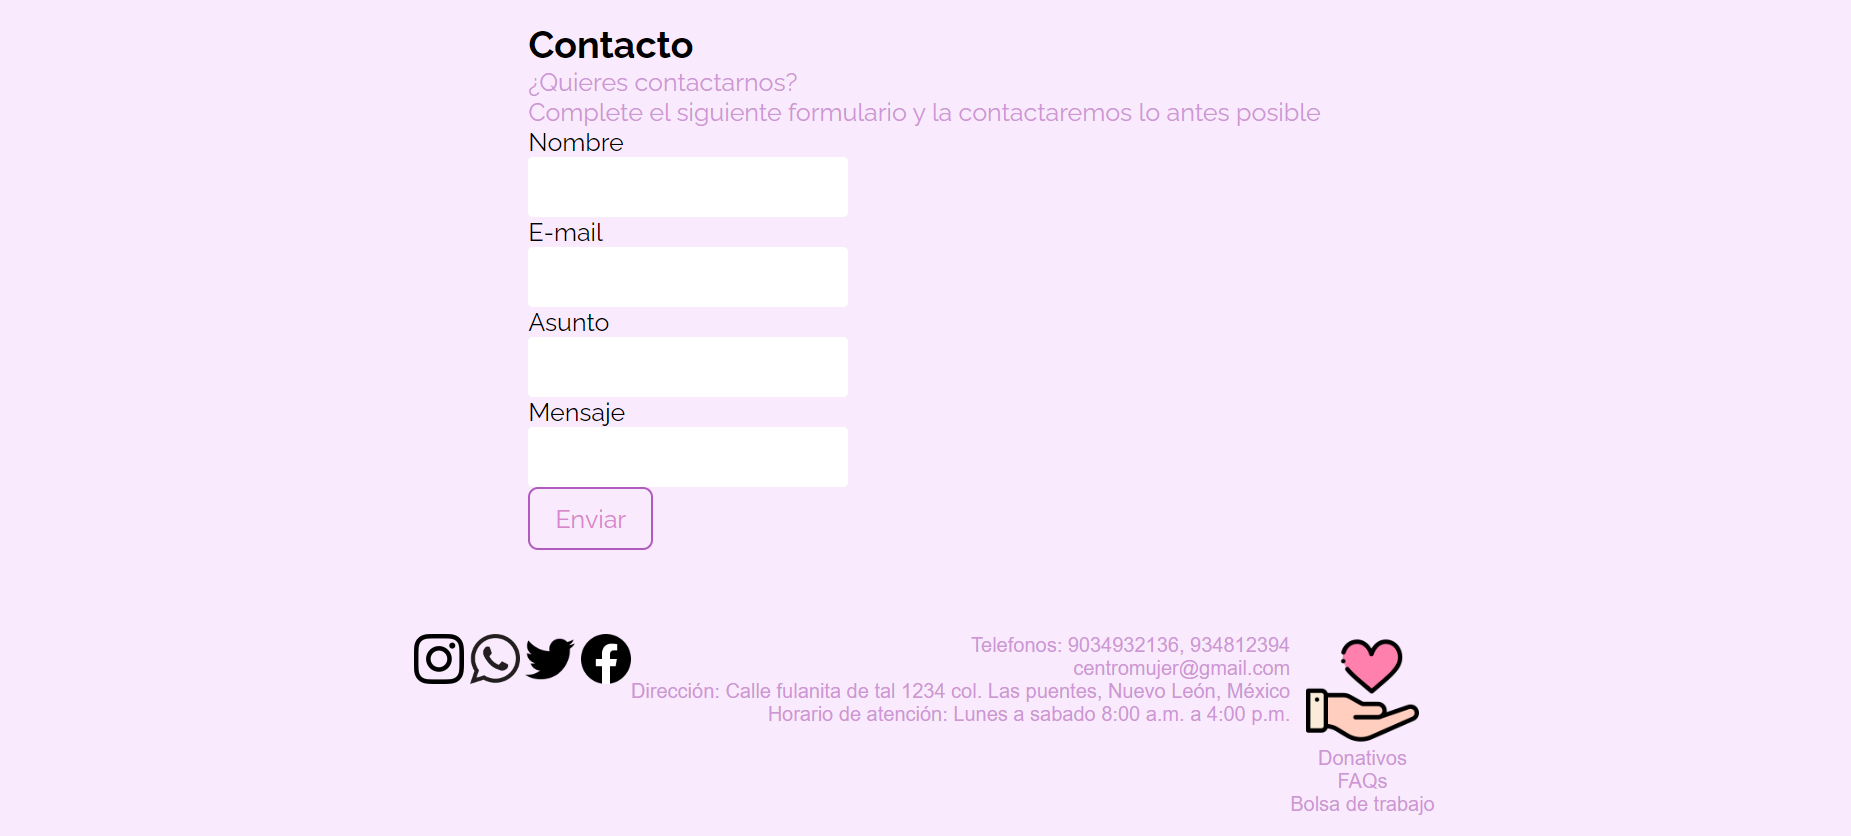 Contacto
¿Quieres contactarnos?
Complete el siguiente formulario y la contactaremos lo antes posible
Nombre
E-mail
Asunto
Mensaje
Enviar
Telefonos: 9034932136, 934812394
centromujer@gmail.com
Dirección: Calle fulanita de tal 1234 col. Las puentes, Nuevo León, México
Horario de atención: Lunes a sabado 8:00 a.m. a 4:00 p.m.
Donativos
FAQs
Bolsa de trabajo